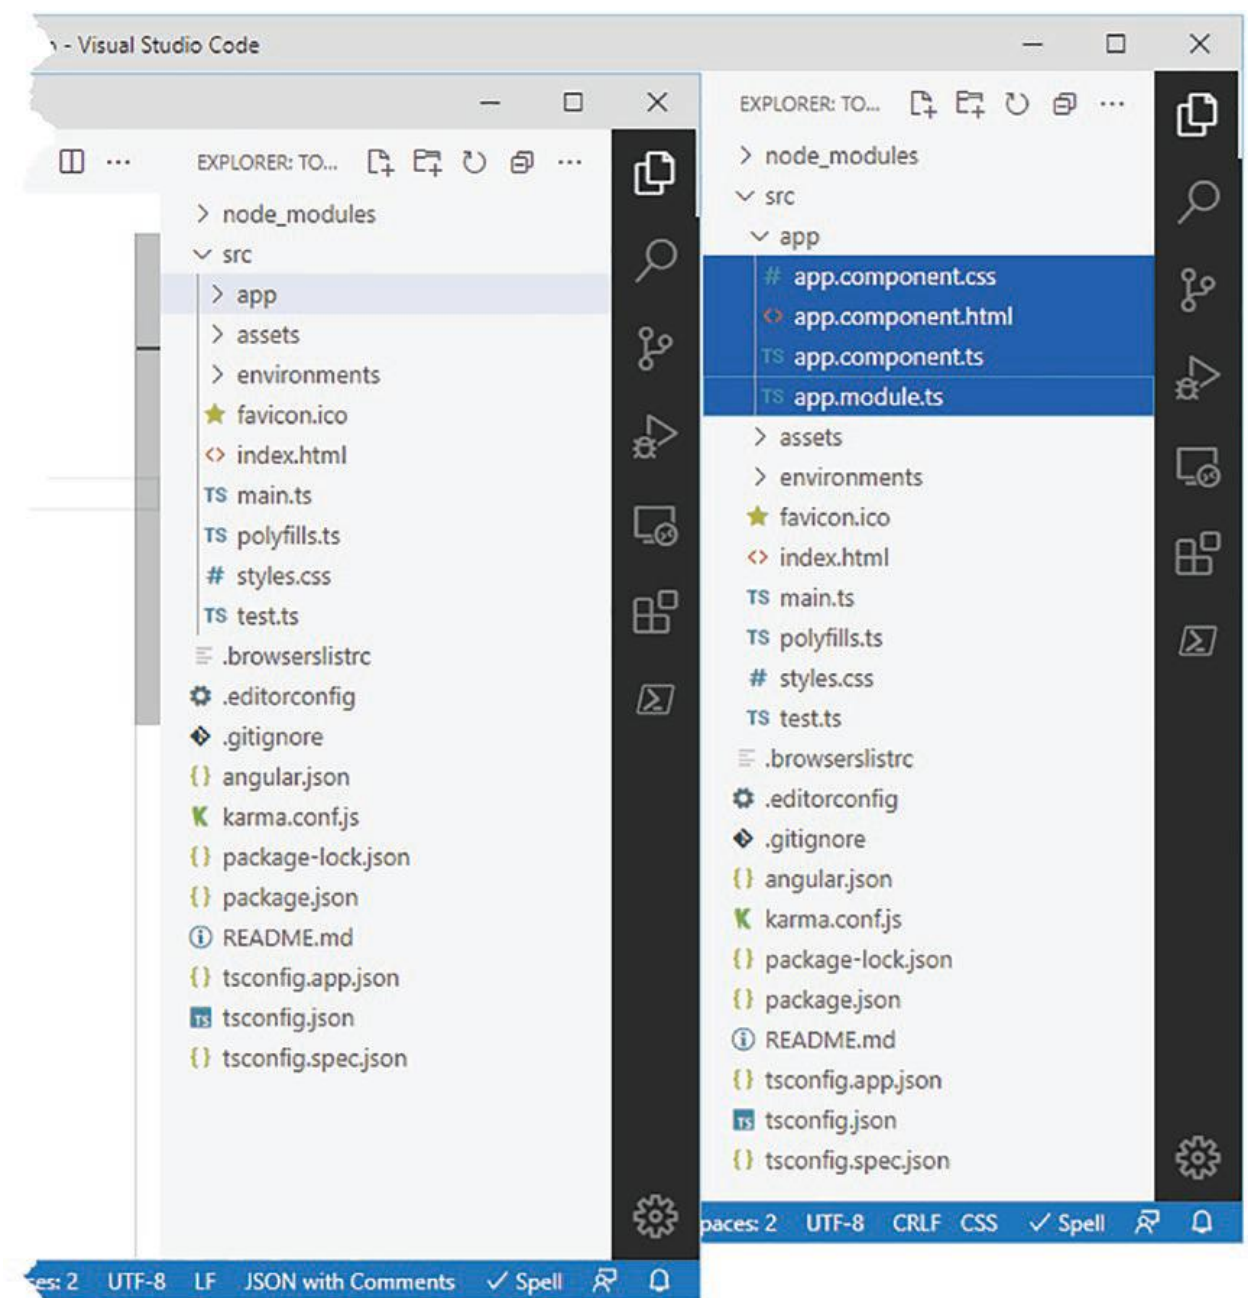 - Visual Studio Code
EXPLORER: TO...
node_modules
src
app
assets
environments
favicon.ico
index.html
TS main.ts
TS polyfills.ts
# styles.css
TS test.ts
.browserslistrc
.editorconfig
.gitignore
{} angular.json
K karma.conf.js
{} package-lock.json
{} package.json
README.md
{} tsconfig.app.json
TS tsconfig.json
{} tsconfig.spec.json
es: 2 UTF-8 LF JSON with Comments ✓ Spell
EXPLORER: TO...
node_modules
src
app
# app.component.css
<> app.component.html
TS app.component.ts
TS app.module.ts
assets
environments
favicon.ico
<> index.html
TS main.ts
TS polyfills.ts
# styles.css
TS test.ts
.browserslistrc
.editorconfig
.gitignore
{} angular.json
K karma.conf.js
{} package-lock.json
{} package.json
README.md
{} tsconfig.app.json
TS tsconfig.json
{} tsconfig.spec.json
paces: 2 UTF-8 CRLF CSS ✓ Spell